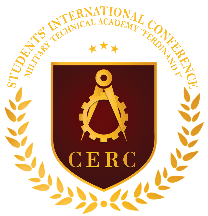 STUDENTS' INTERNATIONAL CONFERENCE
MILITARY TECHNICAL ACADEMY "FERDINAND I"
CERC